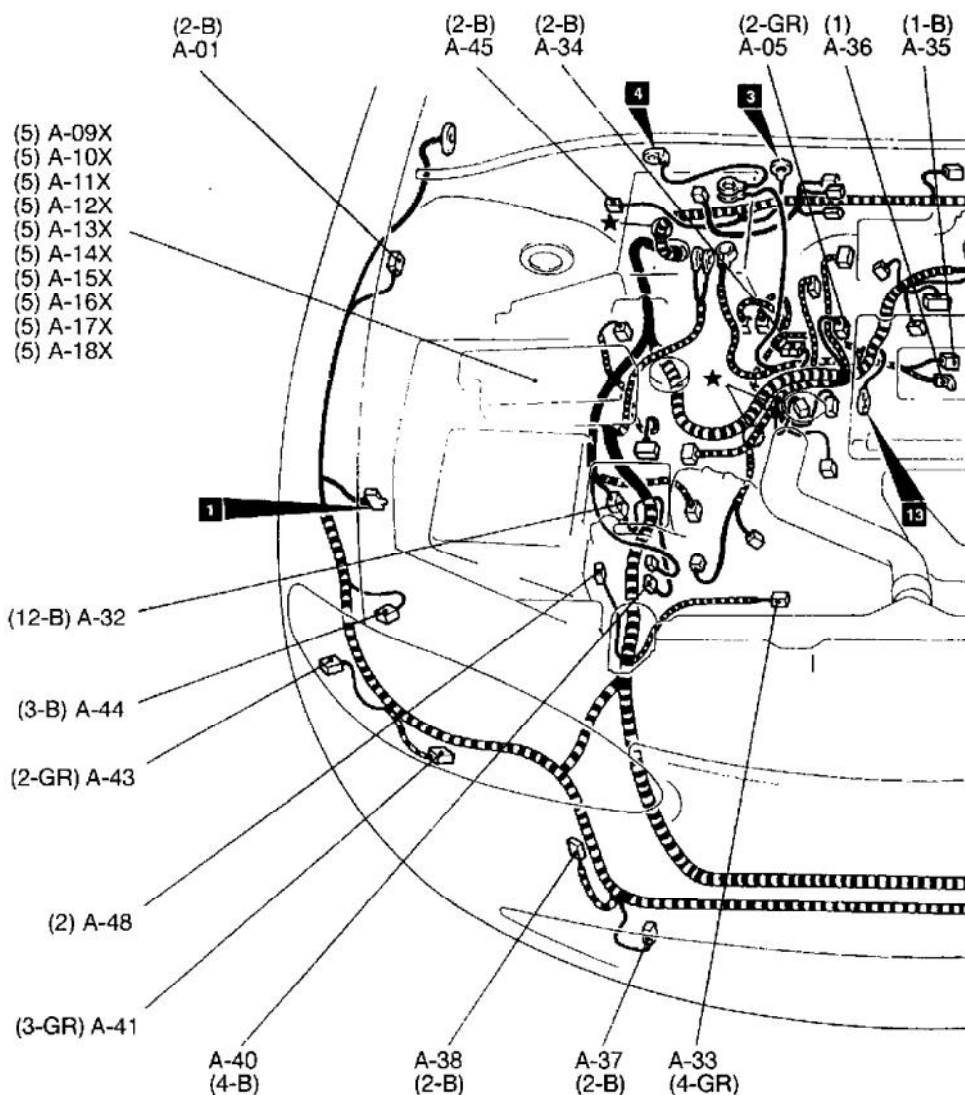 (2-B)
A-01
(2-B)
A-45
(2-B)
A-34
(2-GR)
A-05
(1)
A-36
(1-B)
A-35
4
3
(5) A-09X
(5) A-10X
(5) A-11X
(5) A-12X
(5) A-13X
(5) A-14X
(5) A-15X
(5) A-16X
(5) A-17X
(5) A-18X
1
13
(12-B) A-32
(3-B) A-44
(2-GR) A-43
(2) A-48
(3-GR) A-41
A-40
(4-B)
A-38
(2-B)
A-37
(2-B)
A-33
(4-GR)